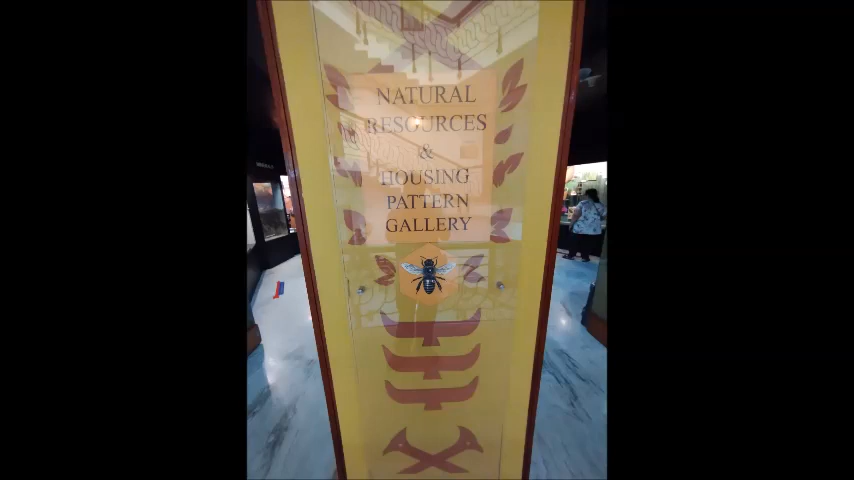 NATURAL
RESOURCES
&
HOUSING
PATTERN
GALLERY